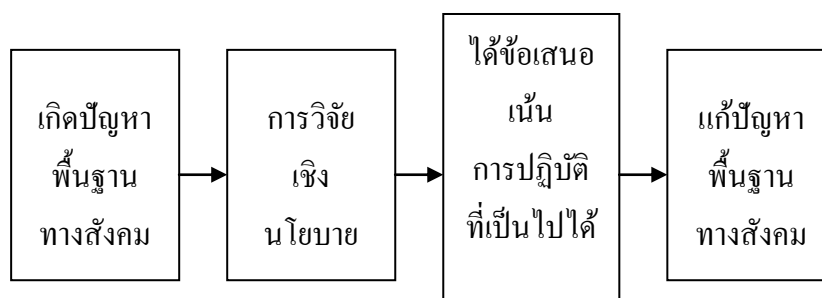 เกิดปัญหา
พื้นฐาน
ทางสังคม
การวิจัย
เชิง
นโยบาย
ได้ข้อเสนอ
เน้น
การปฏิบัติ
ที่เป็นไปได้
แก้ปัญหา
พื้นฐาน
ทางสังคม